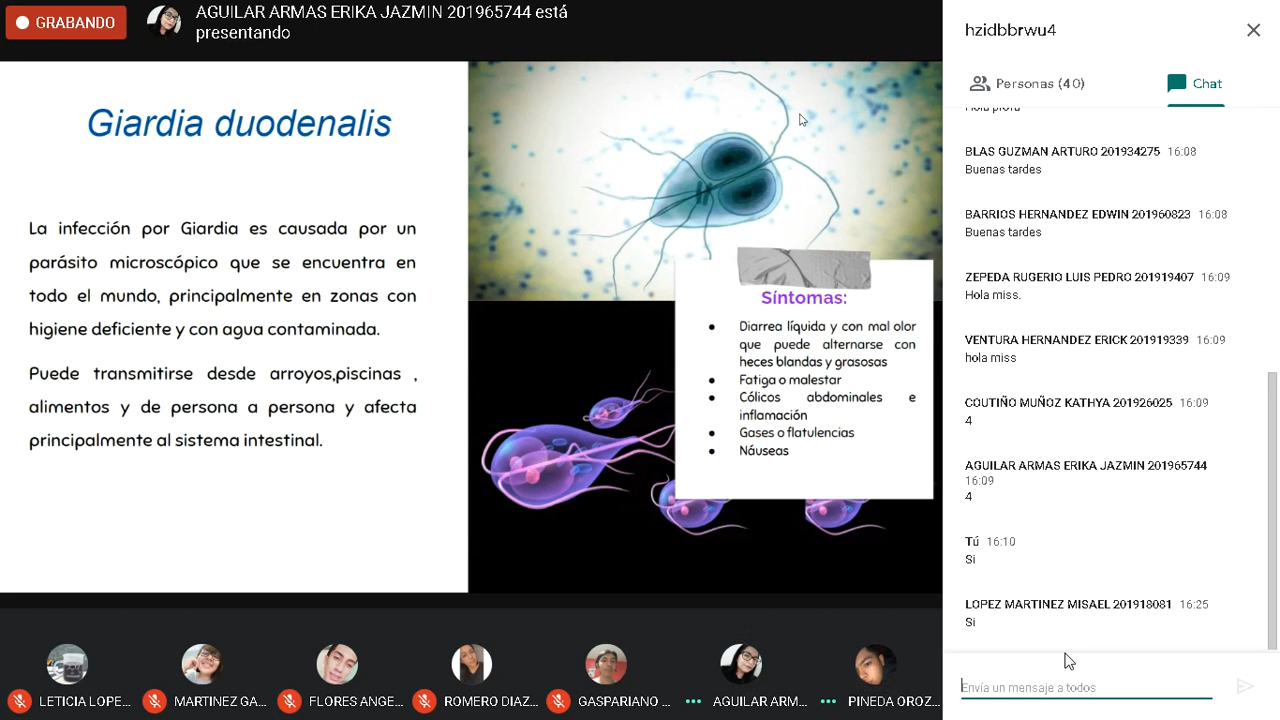 GRABANDO
AGUILAR ARMAS ERIKA JAZMIN 201965744 está
presentando
Giardia duodenalis
La infección por Giardia es causada por un
parásito microscópico que se encuentra en
todo el mundo, principalmente en zonas con
higiene deficiente y con agua contaminada.
Puede transmitirse desde arroyos,piscinas ,
alimentos y de persona a persona y afecta
principalmente al sistema intestinal.
Síntomas:
Diarrea líquida y con mal olor
que puede alternarse con
heces blandas y grasosas
Fatiga o malestar
Cólicos abdominales e
inflamación
Gases o flatulencias
Náuseas
LETICIA LOPE...
MARTINEZ GA...
FLORES ANGE...
ROMERO DIAZ...
GASPARIANO ...
AGUILAR ARM...
PINEDA OROZ...
hzidbbrwu4
Personas (40)
Chat
Hola profa
BLAS GUZMAN ARTURO 201934275 16:08
Buenas tardes
BARRIOS HERNANDEZ EDWIN 201960823 16:08
Buenas tardes
ZEPEDA RUGERIO LUIS PEDRO 201919407 16:09
Hola miss.
VENTURA HERNANDEZ ERICK 201919339 16:09
hola miss
COUTIÑO MUÑOZ KATHYA 201926025 16:09
4
AGUILAR ARMAS ERIKA JAZMIN 201965744
16:09
4
Tú 16:10
Si
LOPEZ MARTINEZ MISAEL 201918081 16:25
Si
Envía un mensaje a todos